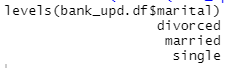 levels(bank_upd.df$marital)
divorced
married
single